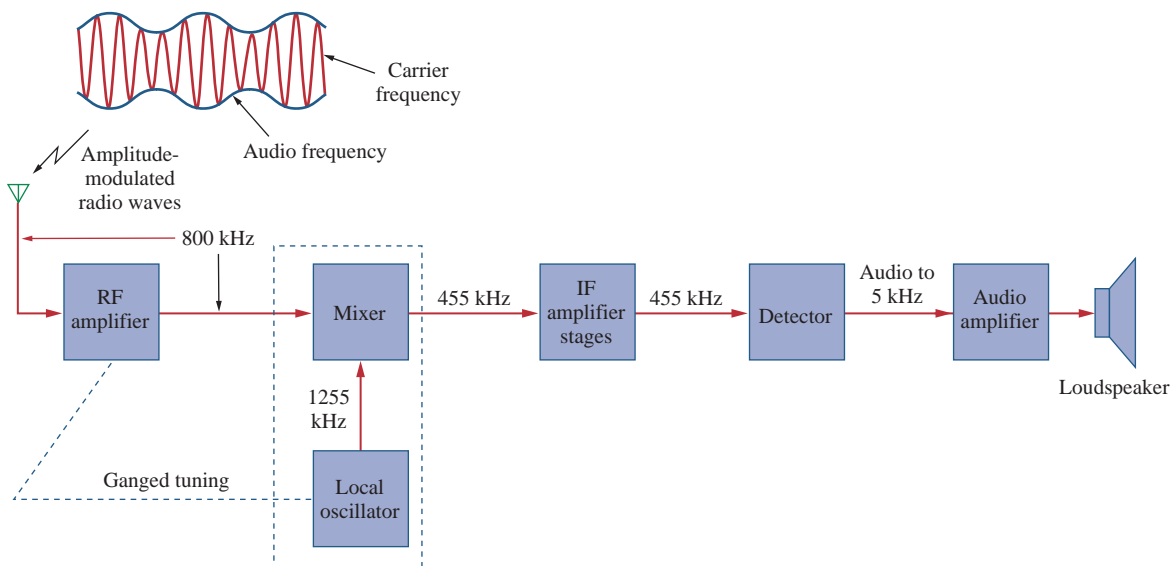 Carrier
frequency
Audio frequency
Amplitude-
modulated
radio waves
800 kHz
RF
amplifier
Mixer
455 kHz
IF
amplifier
stages
455 kHz
Detector
Audio to
5 kHz
Audio
amplifier
Loudspeaker
1255
kHz
Ganged tuning
Local
oscillator